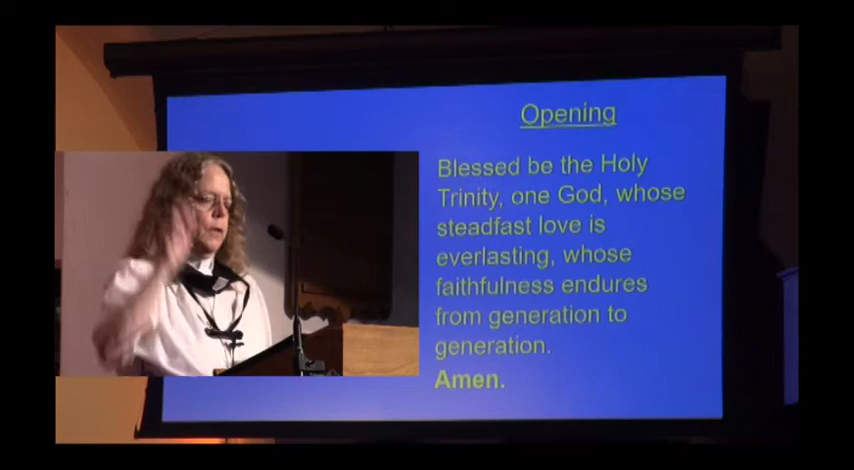 Opening
Blessed be the Holy
Trinity, one God, whose
steadfast love is
everlasting, whose
faithfulness endures
from generation to
generation.
Amen.